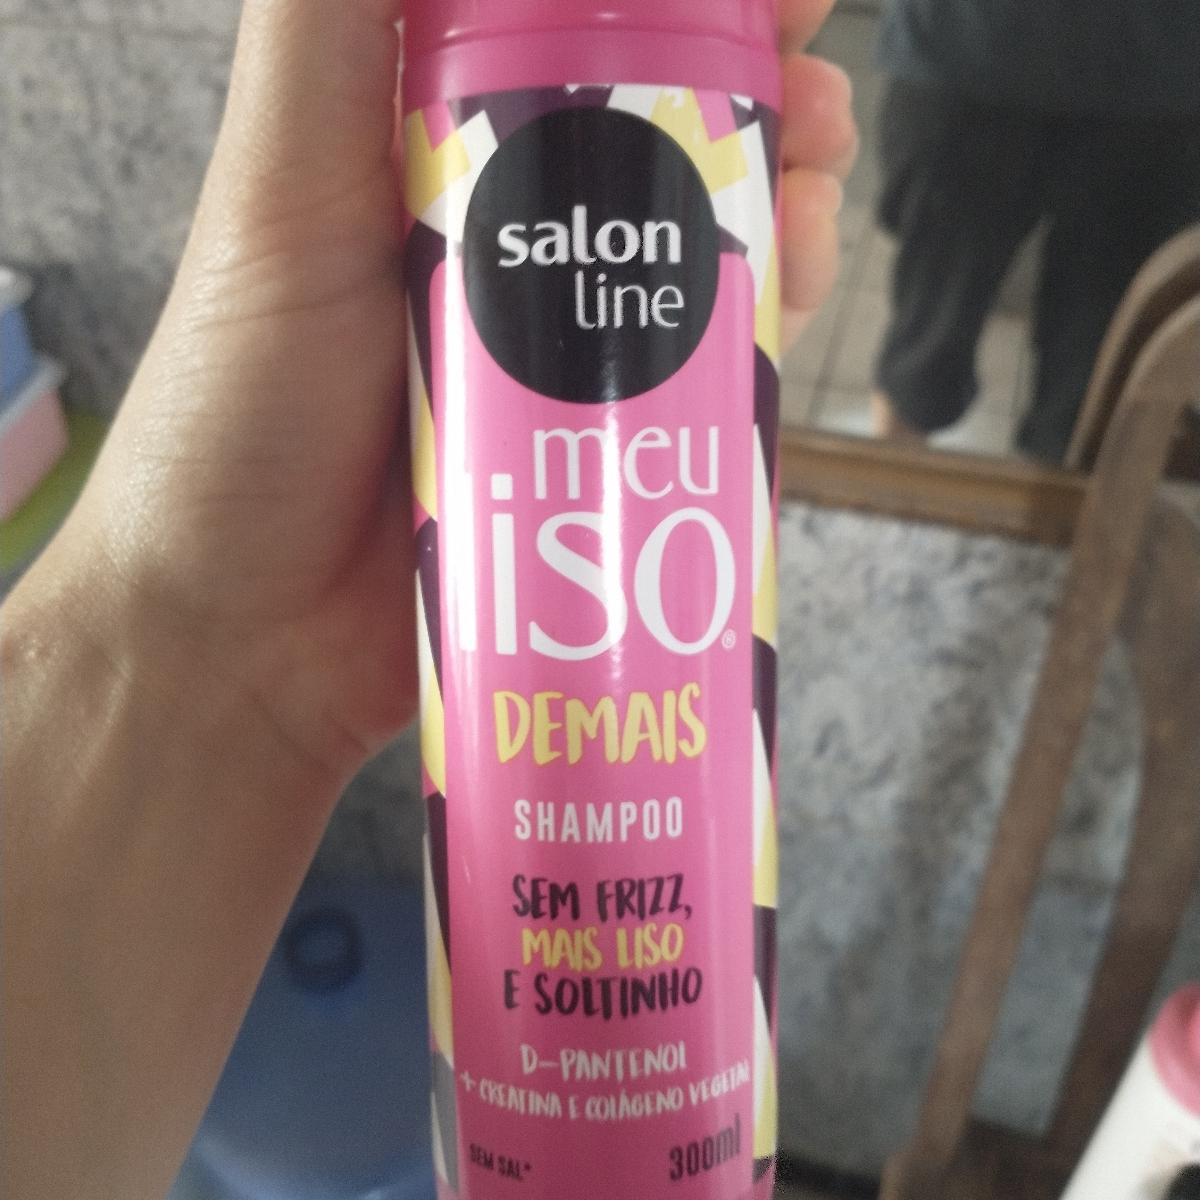 salon
line
meu
liso®
DEMAIS
SHAMPOO
SEM FRIZZ,
MAIS LISO
E SOLTINHO
D-PANTENOL
+ CREATINA E COLÁGENO VEGETAL
SEM SAL*
300ml